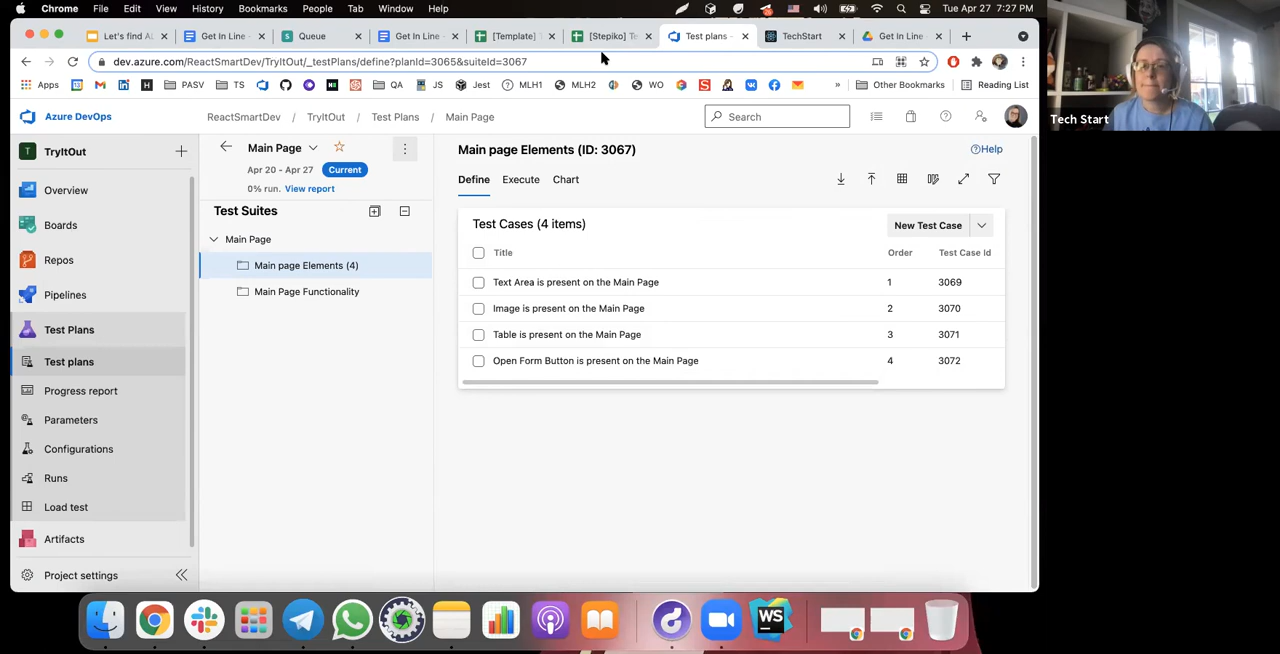 Chrome File Edit View History Bookmarks People Tab Window Help Tue Apr 27 7:27 PM
Let's find Al Get In Line - Queue Get In Line - [Template] T [Stepiko] Te Test plans - TechStart Get In Line -
dev.azure.com/ReactSmartDev/TryItOut/_testPlans/define?planId=3065&suiteId=3067
Apps PASV TS QA JS Jest MLH1 MLH2 WO » Other Bookmarks Reading List
Azure DevOps ReactSmartDev / TryItOut / Test Plans / Main Page Search
Tech Start
T TryItOut
Overview
Boards
Repos
Pipelines
Test Plans
Test plans
Progress report
Parameters
Configurations
Runs
Load test
Artifacts
Project settings
Main Page
Apr 20 - Apr 27 Current
0% run. View report
Test Suites
Main Page
Main page Elements (4)
Main Page Functionality
Main page Elements (ID: 3067) Help
Define Execute Chart
Test Cases (4 items) New Test Case
Title Order Test Case Id
Text Area is present on the Main Page 1 3069
Image is present on the Main Page 2 3070
Table is present on the Main Page 3 3071
Open Form Button is present on the Main Page 4 3072
WS